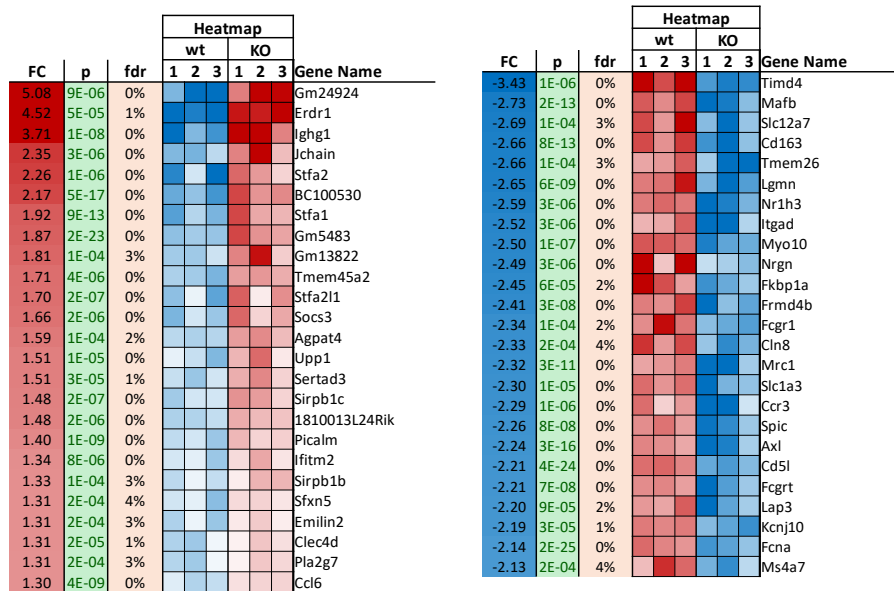 Heatmap
wt KO
FC p fdr 1 2 3 1 2 3 Gene Name
5.08 9E-06 0% Gm24924
4.52 5E-05 1% Erdr1
3.71 1E-08 0% Ighg1
2.35 3E-06 0% Jchain
2.26 1E-06 0% Stfa2
2.17 5E-17 0% BC100530
1.92 9E-13 0% Stfa1
1.87 2E-23 0% Gm5483
1.81 1E-04 3% Gm13822
1.71 4E-06 0% Tmem45a2
1.70 2E-07 0% Stfa2l1
1.66 2E-06 0% Socs3
1.59 1E-04 2% Agpat4
1.51 1E-05 0% Upp1
1.51 3E-05 1% Sertad3
1.48 2E-07 0% Sirpb1c
1.48 2E-06 0% 1810013L24Rik
1.40 1E-09 0% Picalm
1.34 8E-06 0% Ifitm2
1.33 1E-04 3% Sirpb1b
1.31 2E-04 4% Sfxn5
1.31 2E-04 3% Emilin2
1.31 2E-05 1% Clec4d
1.31 2E-04 3% Pla2g7
1.30 4E-09 0% Ccl6
Heatmap
wt KO
FC p fdr 1 2 3 1 2 3 Gene Name
-3.43 1E-06 0% Timd4
-2.73 2E-13 0% Mafb
-2.69 1E-04 3% Slc12a7
-2.66 8E-13 0% Cd163
-2.66 1E-04 3% Tmem26
-2.65 6E-09 0% Lgmn
-2.59 3E-06 0% Nr1h3
-2.52 3E-06 0% Itgad
-2.50 1E-07 0% Myo10
-2.49 3E-06 0% Nrgn
-2.45 6E-05 2% Fkbp1a
-2.41 3E-08 0% Frmd4b
-2.34 1E-04 2% Fcgr1
-2.33 2E-04 4% Cln8
-2.32 3E-11 0% Mrc1
-2.30 1E-05 0% Slc1a3
-2.29 1E-06 0% Ccr3
-2.26 8E-08 0% Spic
-2.24 3E-16 0% Axl
-2.21 4E-24 0% Cd5l
-2.21 7E-08 0% Fcgrt
-2.20 9E-05 2% Lap3
-2.19 3E-05 1% Kcnj10
-2.14 2E-25 0% Fcna
-2.13 2E-04 4% Ms4a7